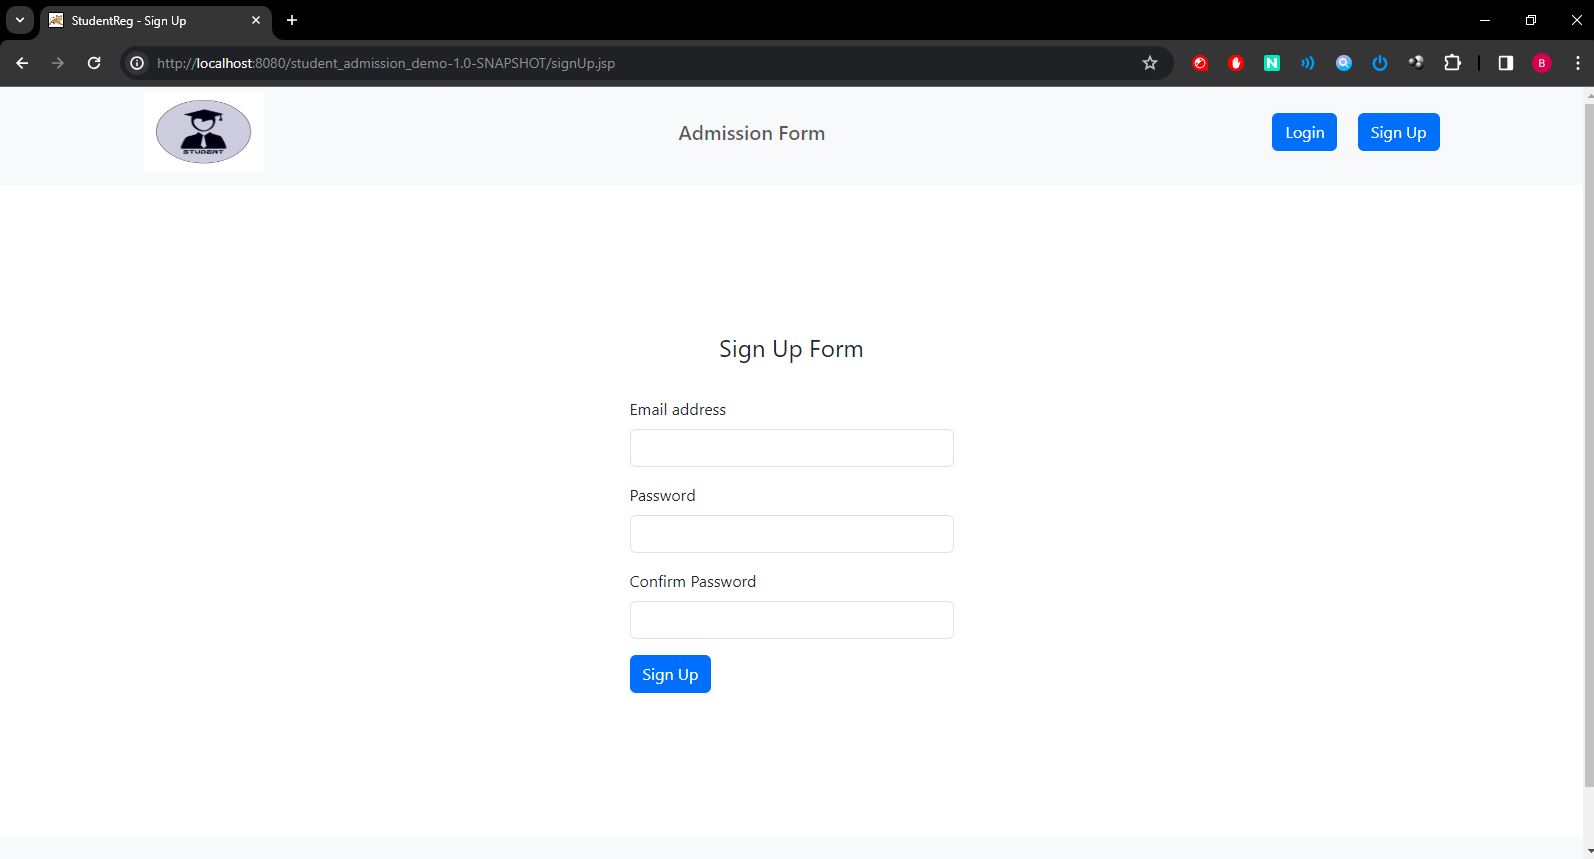 StudentReg - Sign Up
http://localhost:8080/student_admission_demo-1.0-SNAPSHOT/signUp.jsp
N
B
STUDENT
Admission Form
Login
Sign Up
Sign Up Form
Email address
Password
Confirm Password
Sign Up